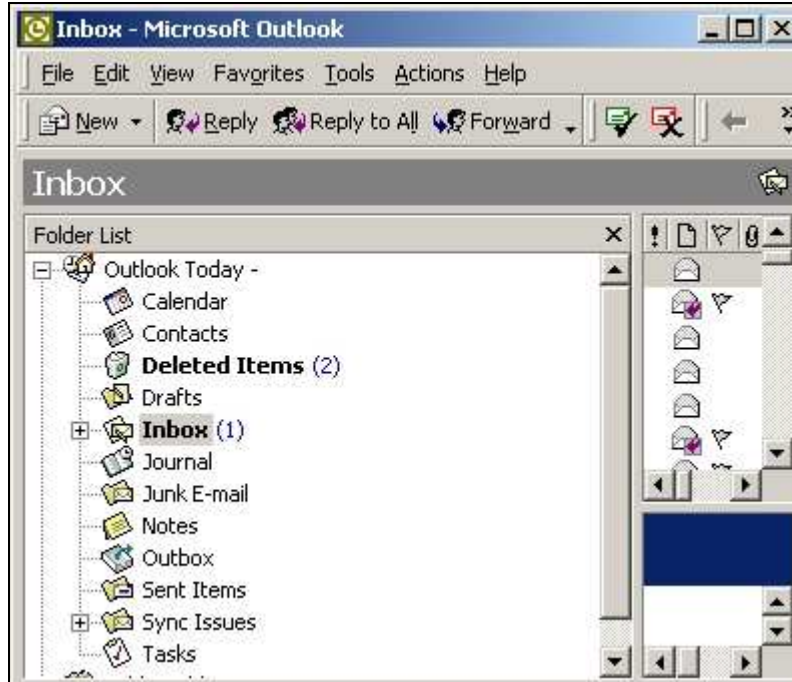 Inbox - Microsoft Outlook
File Edit View Favorites Tools Actions Help
New Reply Reply to All Forward
Inbox
Folder List
Outlook Today -
Calendar
Contacts
Deleted Items (2)
Drafts
Inbox (1)
Journal
Junk E-mail
Notes
Outbox
Sent Items
Sync Issues
Tasks